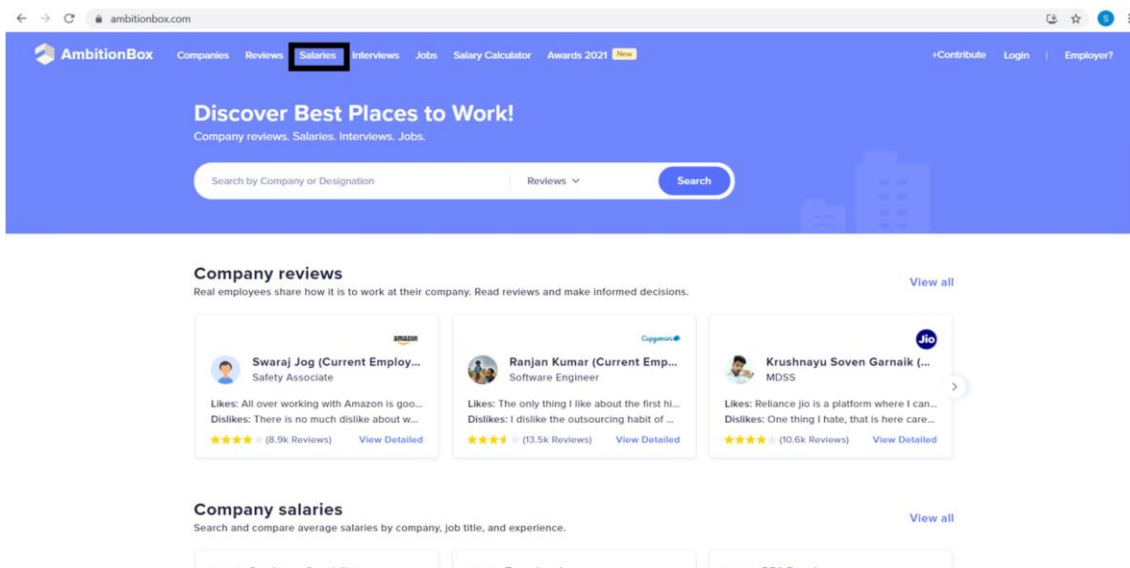 ambitionbox.com
S
AmbitionBox Companies Reviews Salaries Interviews Jobs Salary Calculator Awards 2021 New +Contribute Login | Employer?
Discover Best Places to Work!
Company reviews. Salaries. Interviews. Jobs.
Search by Company or Designation Reviews Search
Company reviews
View all
Real employees share how it is to work at their company. Read reviews and make informed decisions.
amazon
Swaraj Jog (Current Employ...
Safety Associate
Likes: All over working with Amazon is goo...
Dislikes: There is no much dislike about w...
(8.9k Reviews) View Detailed
Capgemini
Ranjan Kumar (Current Emp...
Software Engineer
Likes: The only thing I like about the first hi...
Dislikes: I dislike the outsourcing habit of ...
(13.5k Reviews) View Detailed
Jio
Krushnayu Soven Garnaik (...
MDSS
Likes: Reliance jio is a platform where I can...
Dislikes: One thing I hate, that is here care...
(10.6k Reviews) View Detailed
Company salaries
View all
Search and compare average salaries by company, job title, and experience.